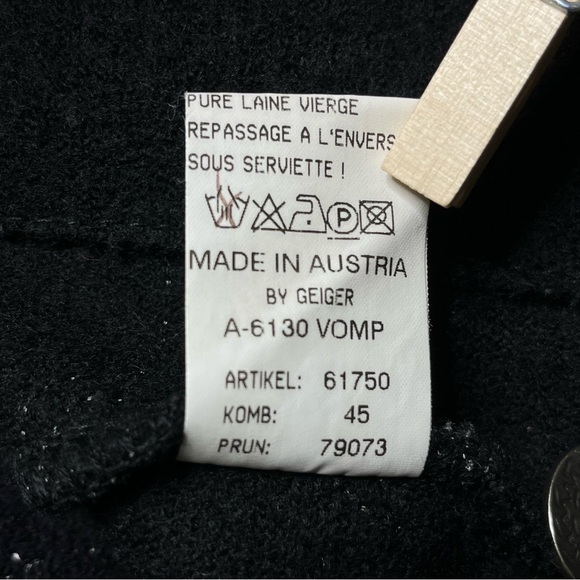 PURE LAINE VIERGE
REPASSAGE A L'ENVERS
SOUS SERVIETTE !
P
MADE IN AUSTRIA
BY GEIGER
A-6130 VOMP
ARTIKEL: 61750
KOMB: 45
PRUN: 79073